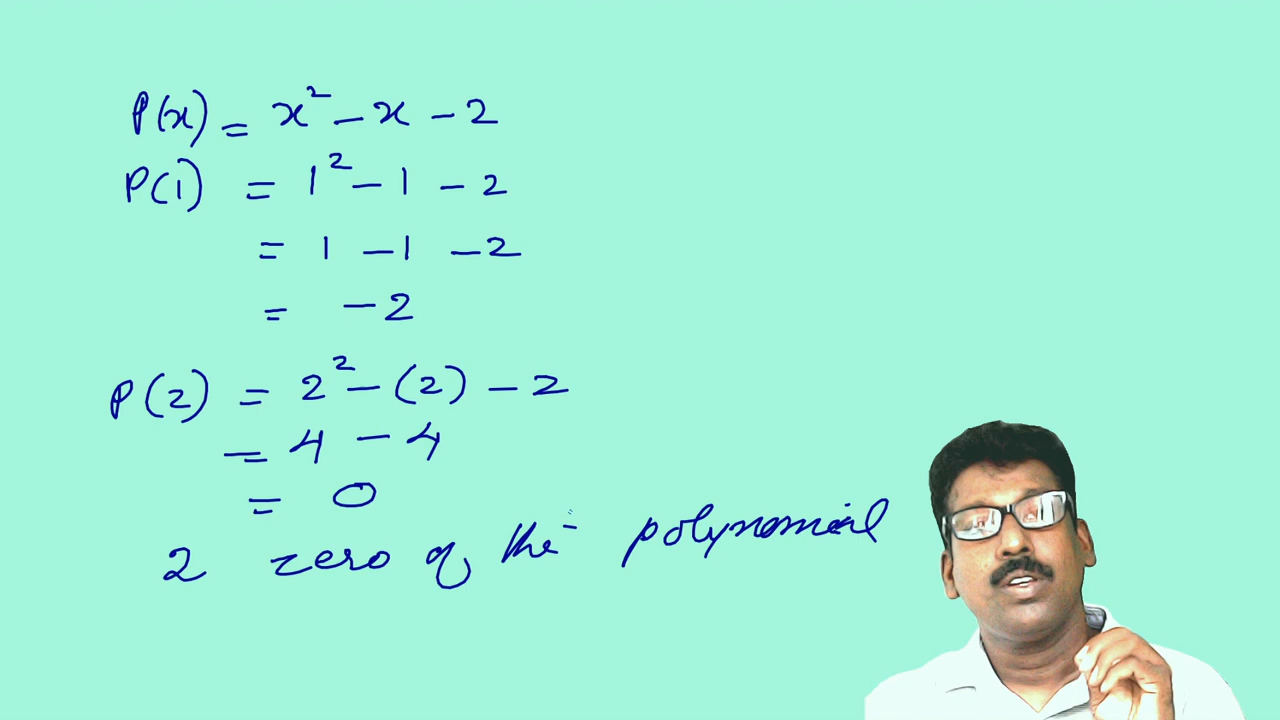 P(x) = x² - x - 2
P(1) = 1² - 1 - 2
= 1 - 1 - 2
= - 2
P(2) = 2² - (2) - 2
= 4 - 4
= 0
2 zero of the polynomial